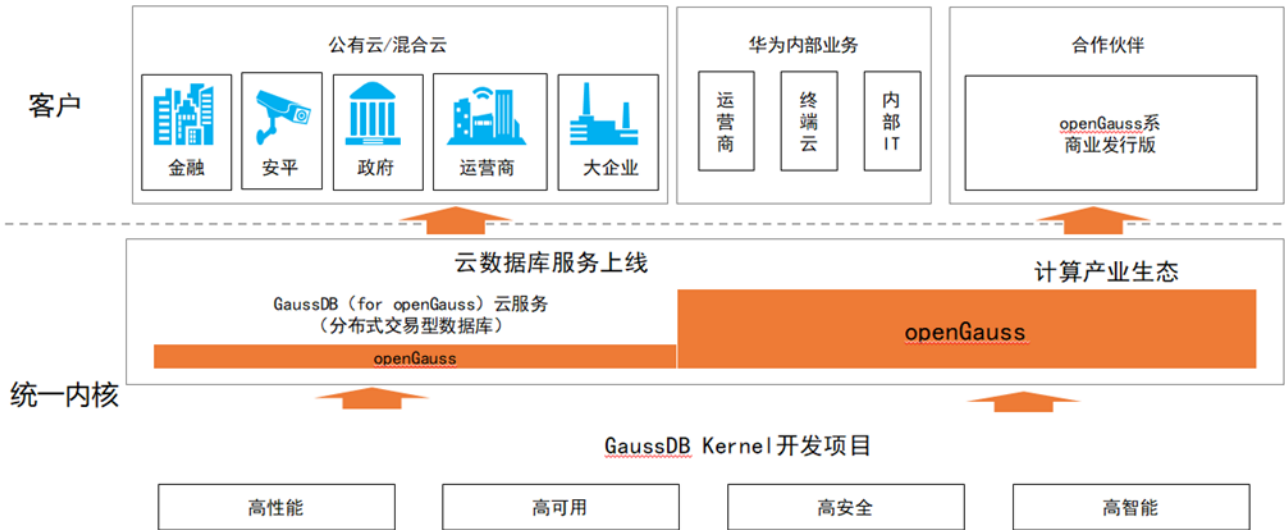 公有云/混合云
华为内部业务
合作伙伴
客户
金融
安平
政府
运营商
大企业
运
营
商
终
端
云
内
部
IT
openGauss系
商业发行版
云数据库服务上线
计算产业生态
GaussDB（for openGauss）云服务
（分布式交易型数据库）
openGauss
openGauss
统一内核
GaussDB Kernel开发项目
高性能
高可用
高安全
高智能